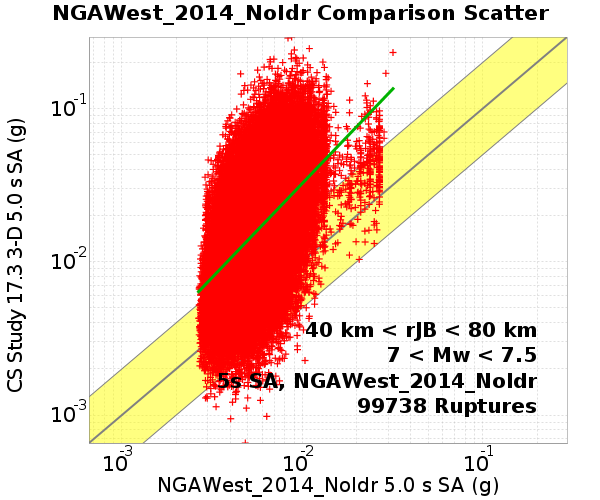 NGAWest_2014_NoIdr Comparison Scatter
CS Study 17.3 3-D 5.0 s SA (g)
10-1
10-2
10-3
40 km < rJB < 80 km
7 < Mw < 7.5
5s SA, NGAWest_2014_NoIdr
99738 Ruptures
10-3 10-2 10-1
NGAWest_2014_NoIdr 5.0 s SA (g)